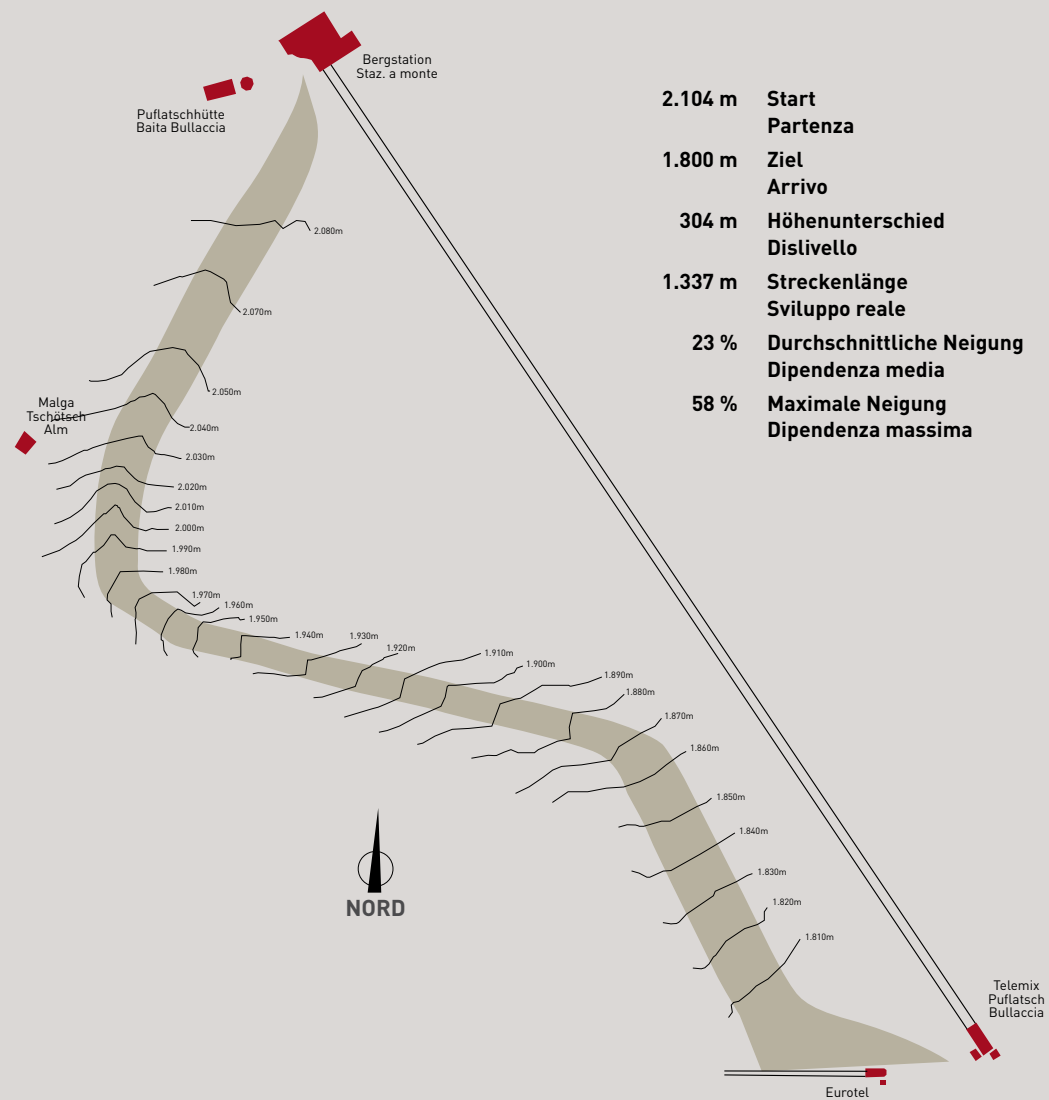 Bergstation
Staz. a monte
Puflatschhütte
Baita Bullaccia
2.104 m Start
Partenza
1.800 m Ziel
Arrivo
304 m Höhenunterschied
Dislivello
1.337 m Streckenlänge
Sviluppo reale
23 % Durchschnittliche Neigung
Dipendenza media
58 % Maximale Neigung
Dipendenza massima
2.080m
2.070m
2.050m
Malga
Tschötsch
Alm
2.040m
2.030m
2.020m
2.010m
2.000m
1.990m
1.980m
1.970m
1.960m
1.950m
1.940m
1.930m
1.920m
1.910m
1.900m
1.890m
1.880m
1.870m
1.860m
1.850m
1.840m
1.830m
1.820m
1.810m
NORD
Telemix
Puflatsch
Bullaccia
Eurotel